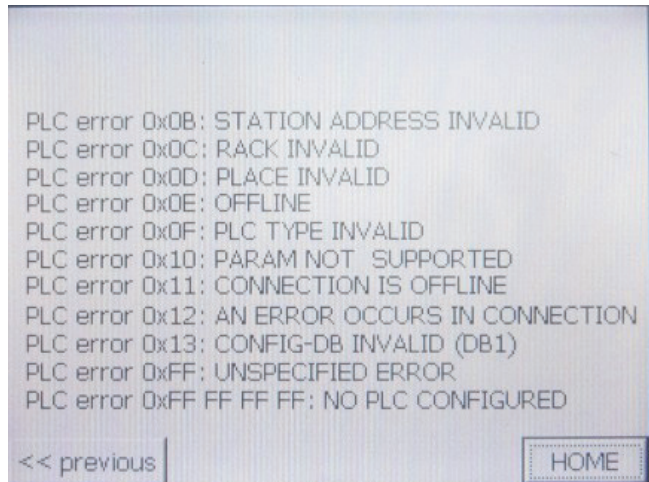 PLC error 0x0B: STATION ADDRESS INVALID
PLC error 0x0C: RACK INVALID
PLC error 0x0D: PLACE INVALID
PLC error 0x0E: OFFLINE
PLC error 0x0F: PLC TYPE INVALID
PLC error 0x10: PARAM NOT SUPPORTED
PLC error 0x11: CONNECTION IS OFFLINE
PLC error 0x12: AN ERROR OCCURS IN CONNECTION
PLC error 0x13: CONFIG-DB INVALID (DB1)
PLC error 0xFF: UNSPECIFIED ERROR
PLC error 0xFF FF FF FF: NO PLC CONFIGURED
<< previous HOME